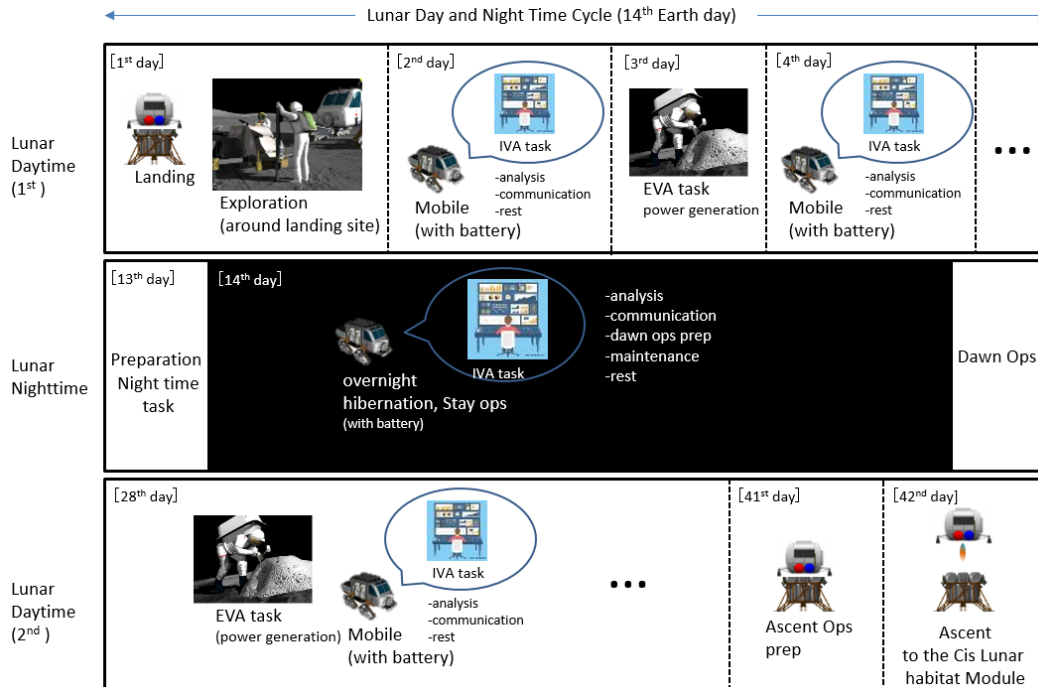 Lunar Day and Night Time Cycle (14th Earth day)
Lunar
Daytime
(1st )
[1st day]
Landing
Exploration
(around landing site)
[2nd day]
IVA task
-analysis
-communication
-rest
Mobile
(with battery)
[3rd day]
EVA task
power generation
[4th day]
IVA task
-analysis
-communication
-rest
Mobile
(with battery)
...
Lunar
Nighttime
[13th day]
Preparation
Night time
task
[14th day]
IVA task
overnight
hibernation, Stay ops
(with battery)
-analysis
-communication
-dawn ops prep
-maintenance
-rest
Dawn Ops
Lunar
Daytime
(2nd )
[28th day]
EVA task
(power generation)
IVA task
-analysis
-communication
-rest
Mobile
(with battery)
...
[41st day]
Ascent Ops
prep
[42nd day]
Ascent
to the Cis Lunar
habitat Module